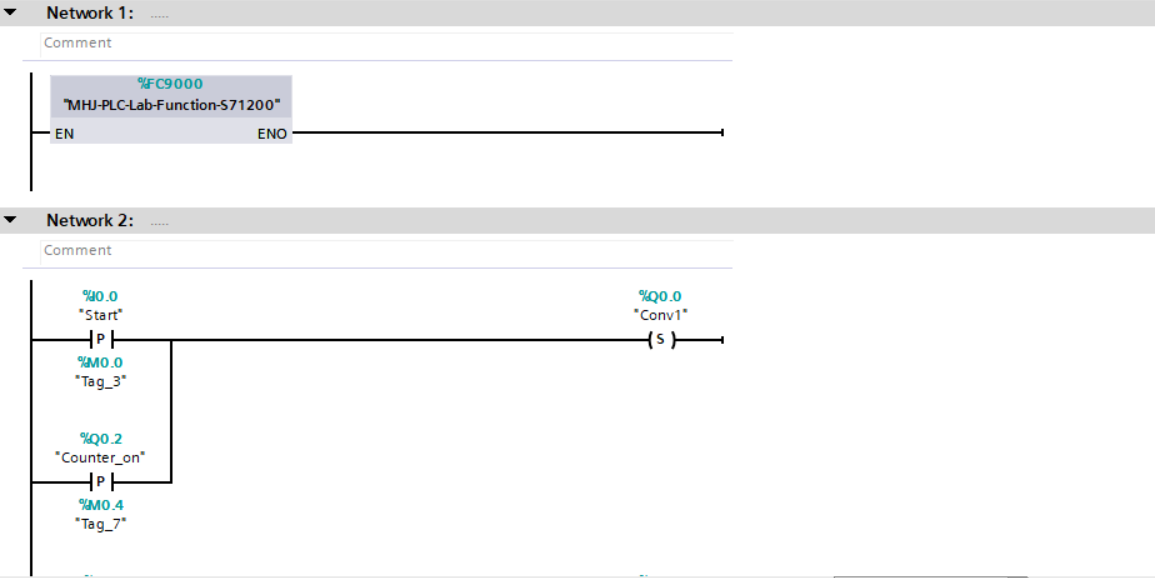 Network 1: .....
Comment
%FC9000
"MHJ-PLC-Lab-Function-S71200"
EN ENO
Network 2: .....
Comment
%I0.0 %Q0.0
"Start" "Conv1"
P S
%M0.0
"Tag_3"
%Q0.2
"Counter_on"
P
%M0.4
"Tag_7"